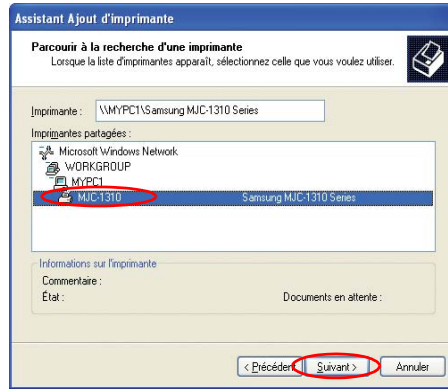 Assistant Ajout d'imprimante
Parcourir à la recherche d'une imprimante
Lorsque la liste d'imprimantes apparaît, sélectionnez celle que vous voulez utiliser.
Imprimante : \\MYPC1\Samsung MJC-1310 Series
Imprimantes partagées :
Microsoft Windows Network
WORKGROUP
MYPC1
MJC-1310 Samsung MJC-1310 Series
Informations sur l'imprimante
Commentaire :
État : Documents en attente :
< Précédent Suivant > Annuler